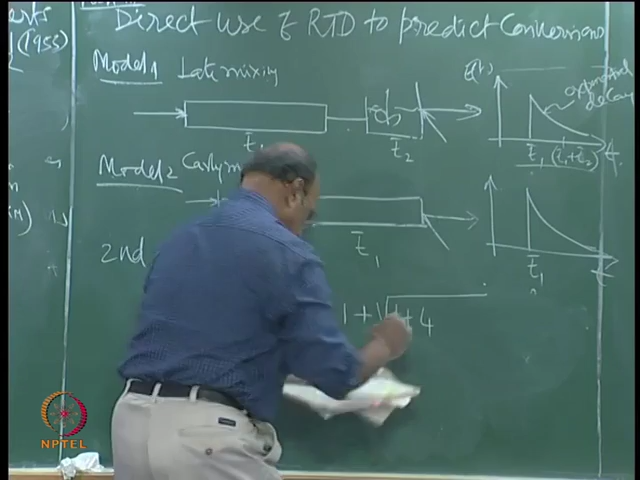 Direct use of RTD to predict Conversions
(1955)
Model 1 Late mixing
E(t)
exponential decay
t̄1
t̄2
t̄1
(t̄1+t̄2)
t
Model 2 Early
t̄1
t̄1
t
2nd
1 + √1+4
NPTEL